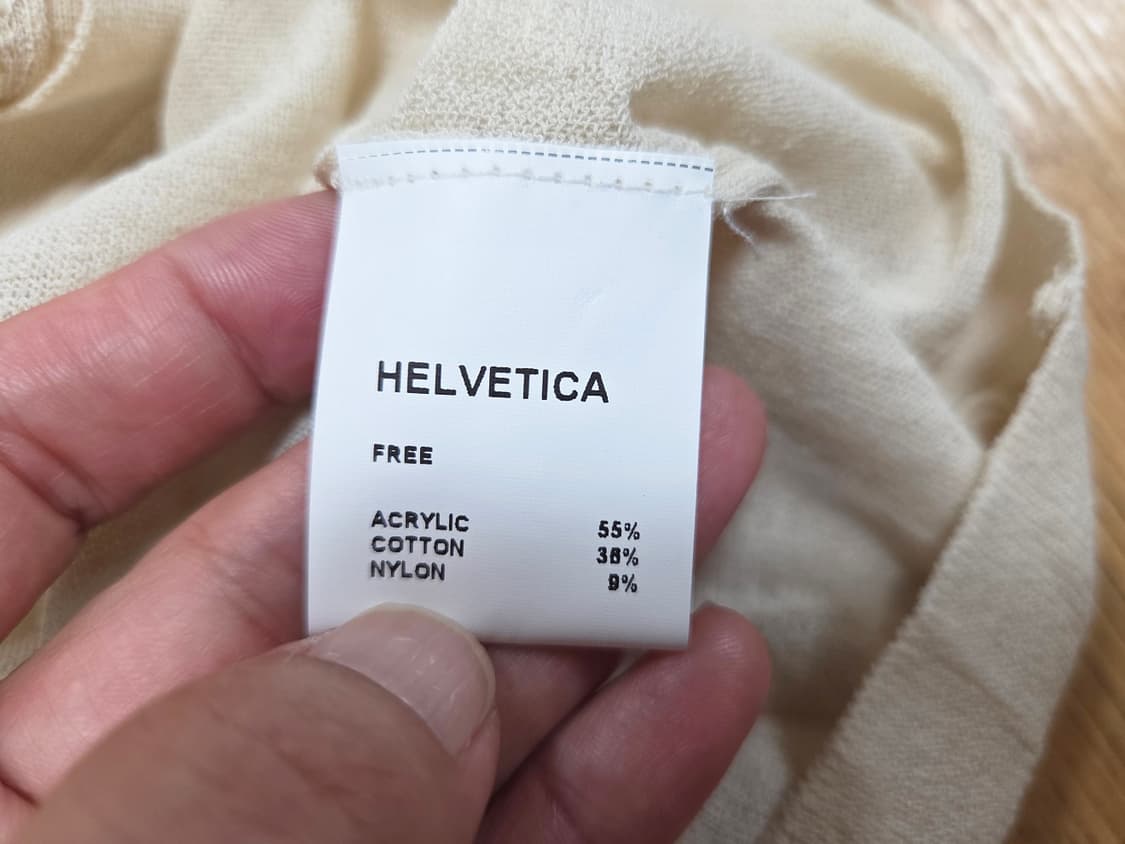 HELVETICA
FREE
ACRYLIC 55%
COTTON 36%
NYLON 9%